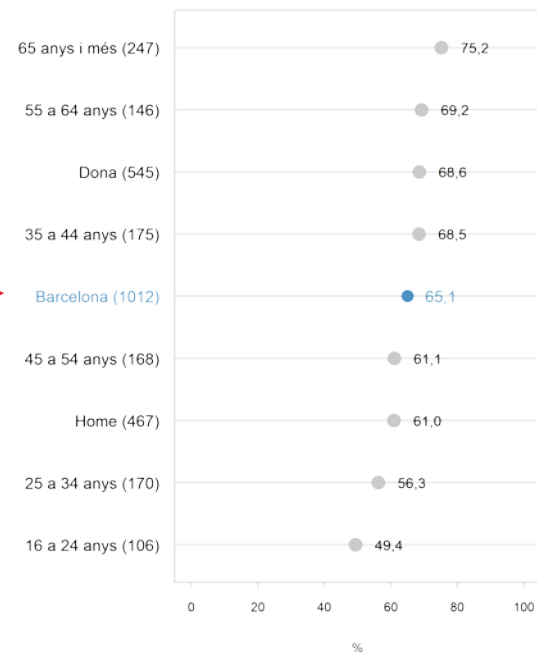 65 anys i més (247) 75,2
55 a 64 anys (146) 69,2
Dona (545) 68,6
35 a 44 anys (175) 68,5
Barcelona (1012) 65,1
45 a 54 anys (168) 61,1
Home (467) 61,0
25 a 34 anys (170) 56,3
16 a 24 anys (106) 49,4
0 20 40 60 80 100
%